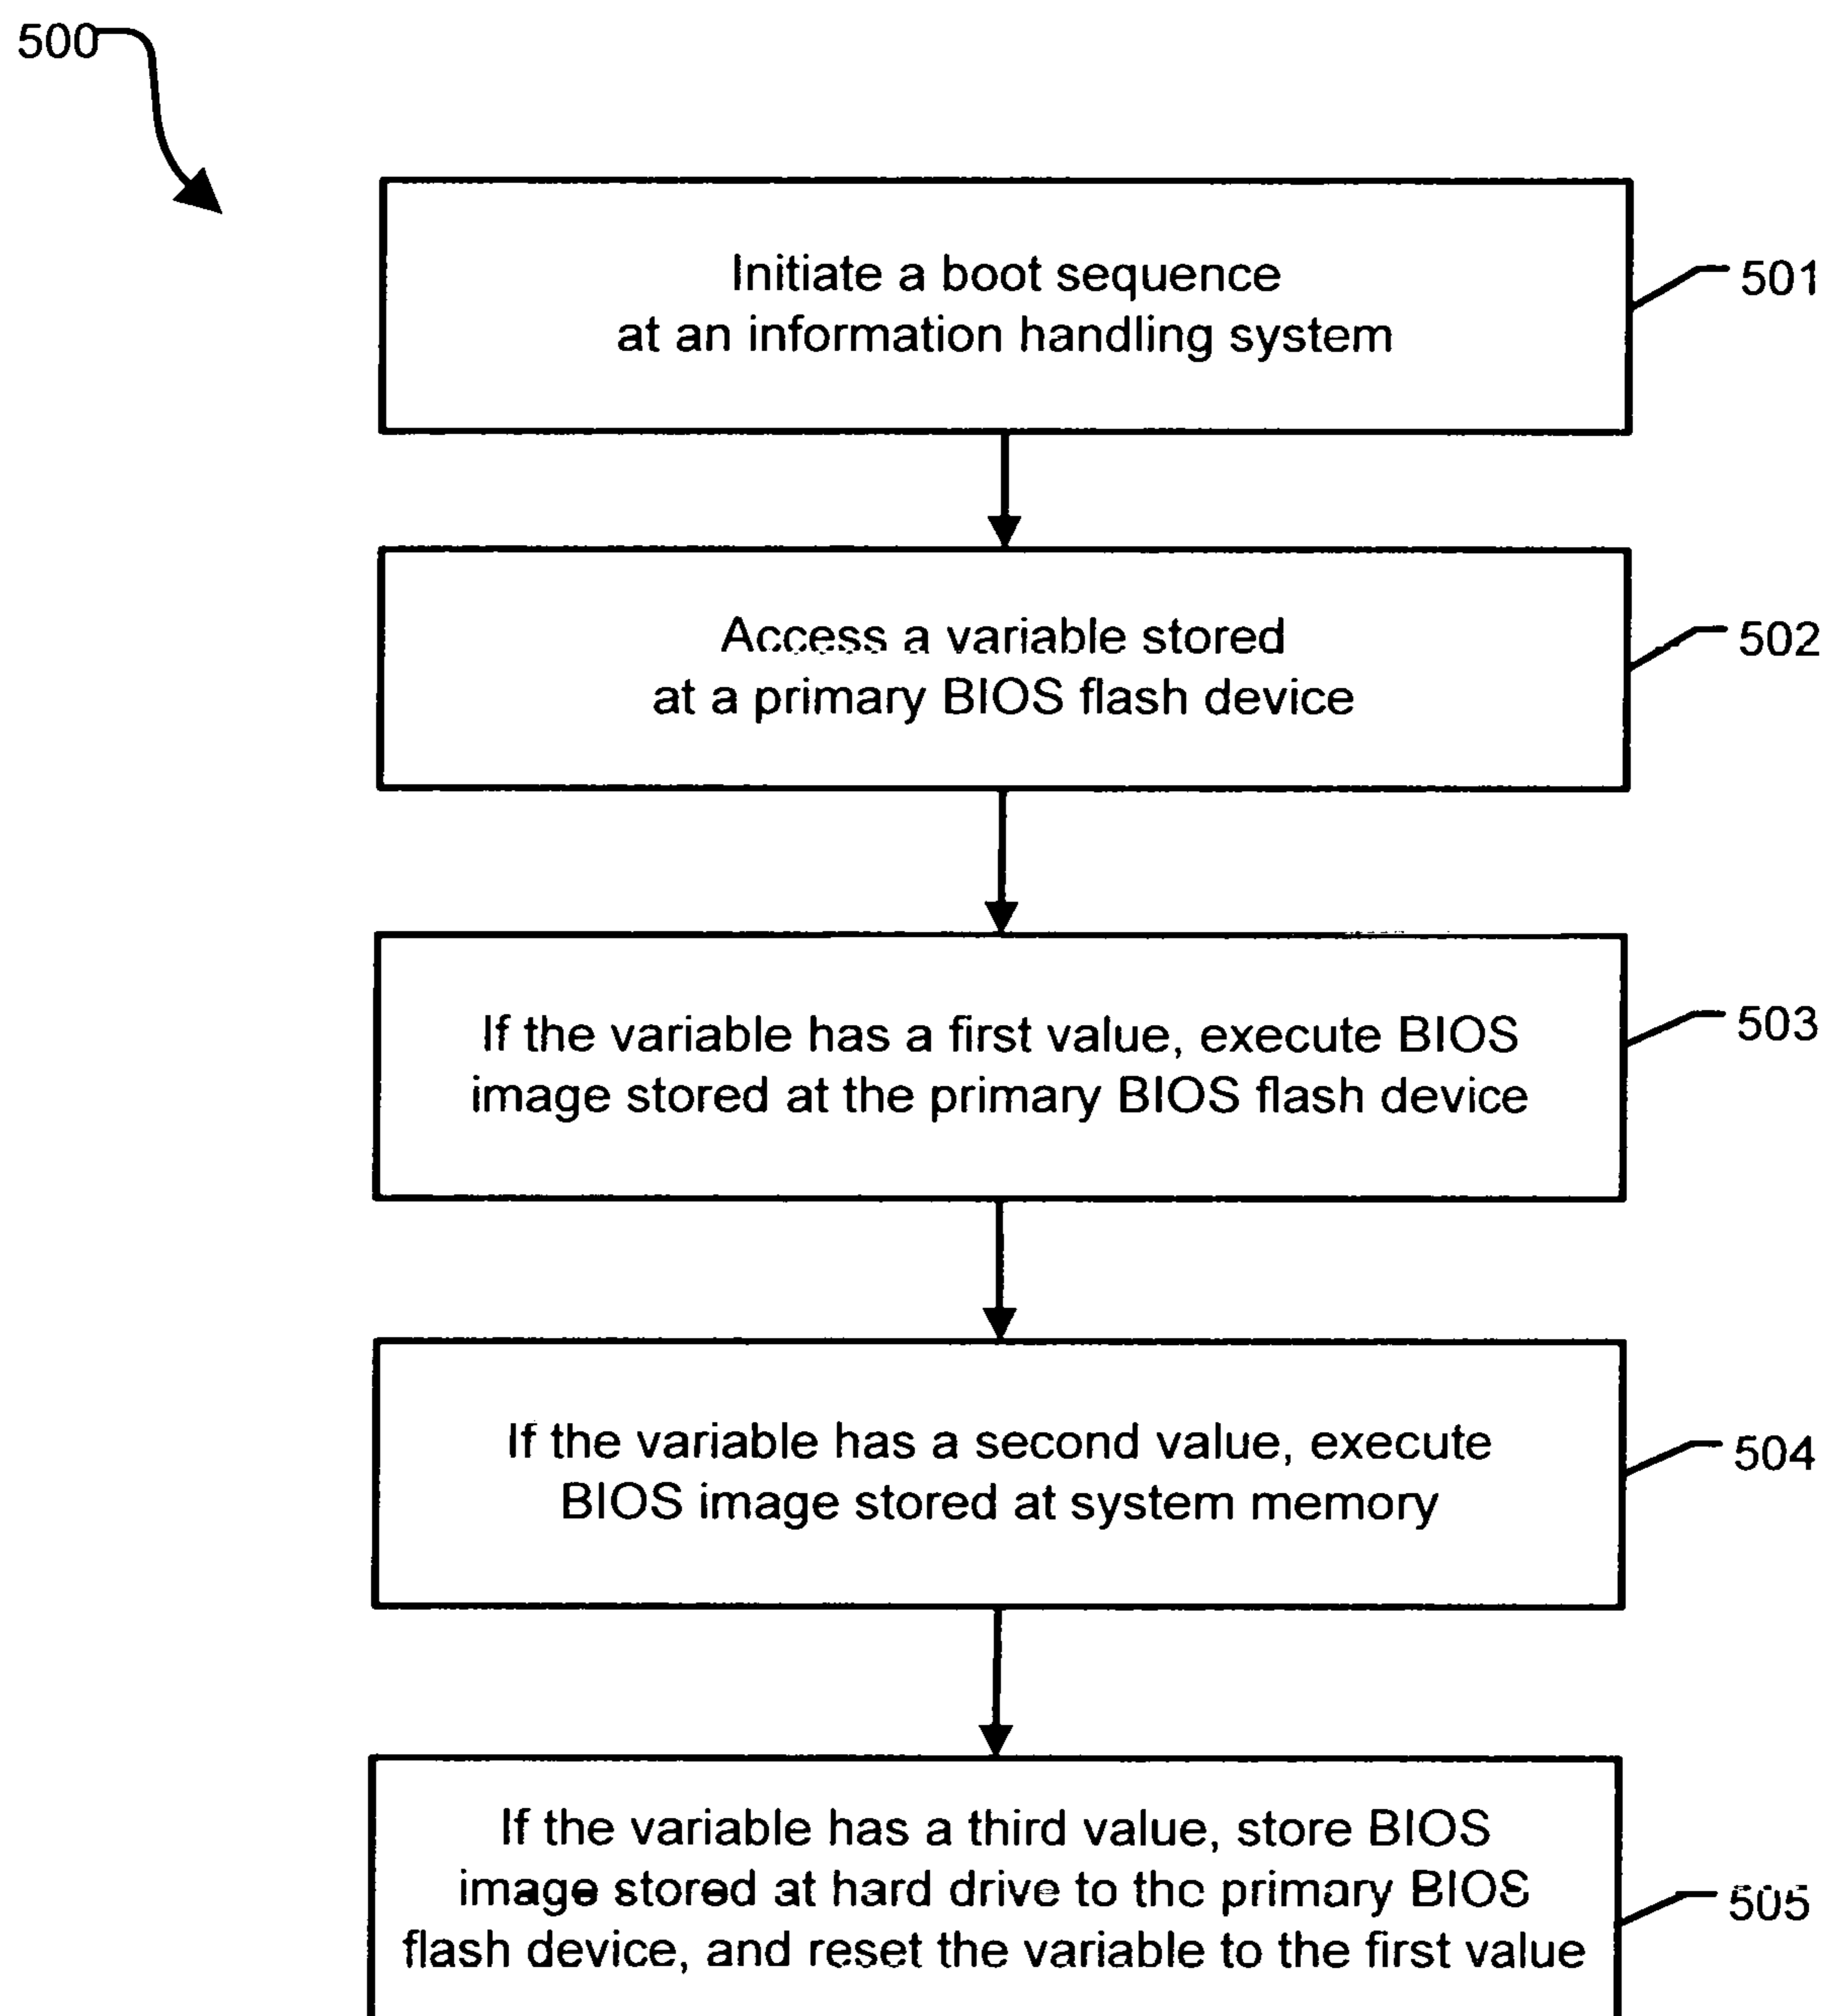 500
Initiate a boot sequence
at an information handling system
501
Access a variable stored
at a primary BIOS flash device
502
If the variable has a first value, execute BIOS
image stored at the primary BIOS flash device
503
If the variable has a second value, execute
BIOS image stored at system memory
504
If the variable has a third value, store BIOS
image stored at hard drive to the primary BIOS
flash device, and reset the variable to the first value
505